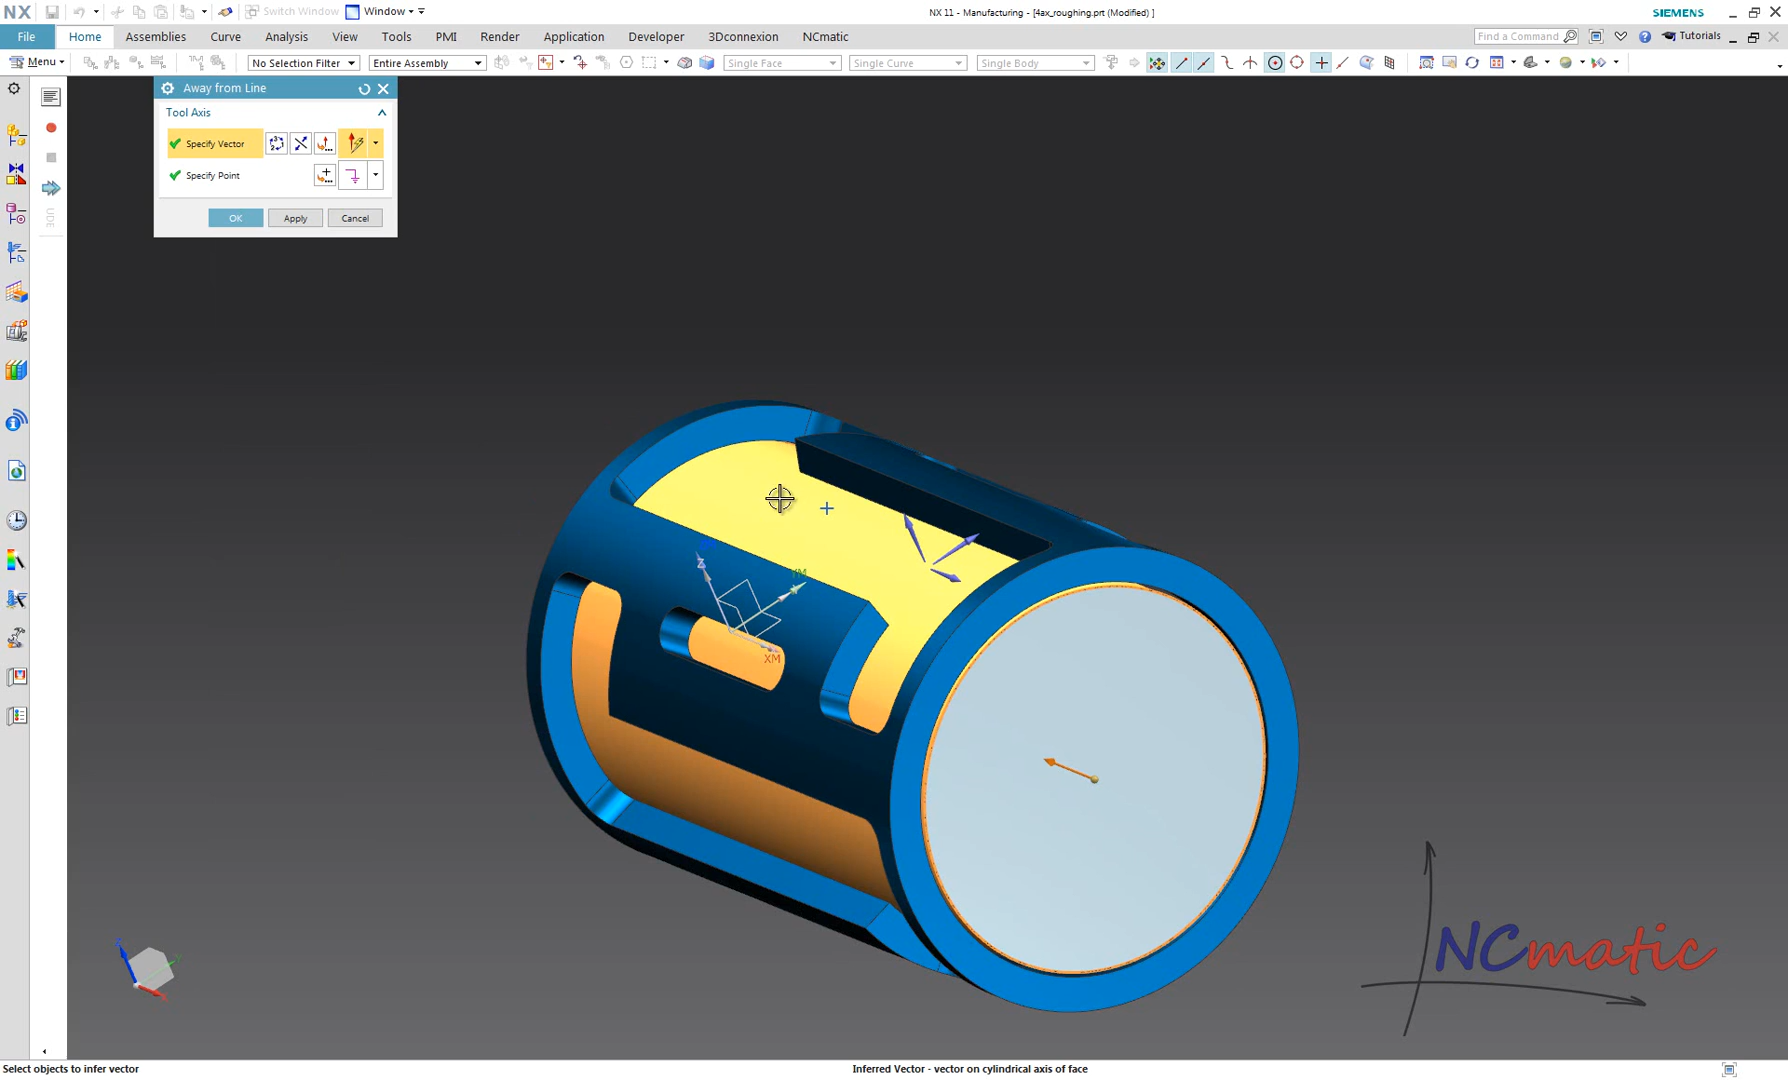 NX
Switch Window
Window
NX 11 - Manufacturing - [4ax_roughing.prt (Modified) ]
SIEMENS
File
Home
Assemblies
Curve
Analysis
View
Tools
PMI
Render
Application
Developer
3Dconnexion
NCmatic
Find a Command
Tutorials
Menu
No Selection Filter
Entire Assembly
Single Face
Single Curve
Single Body
Away from Line
Tool Axis
Specify Vector
Specify Point
OK
Apply
Cancel
UDE
YM
XM
NCmatic
Select objects to infer vector
Inferred Vector - vector on cylindrical axis of face